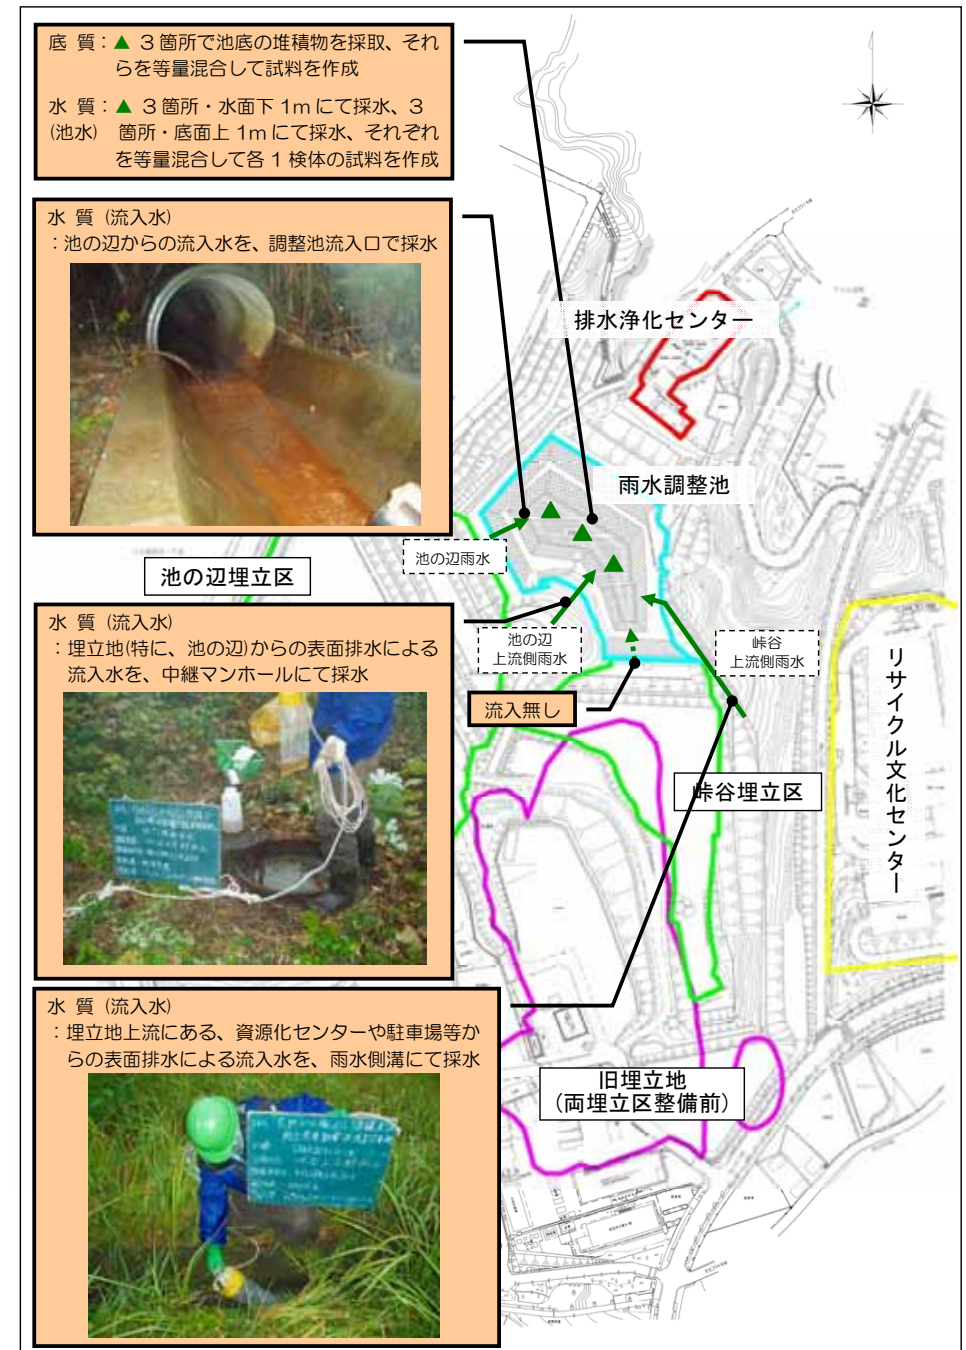 底 質：▲ 3箇所で池底の堆積物を採取、それ
らを等量混合して試料を作成
水 質：▲ 3箇所・水面下1mにて採水、3
(池水) 箇所・底面上1mにて採水、それぞれ
を等量混合して各1検体の試料を作成
水 質 (流入水)
：池の辺からの流入水を、調整池流入口で採水
排水浄化センター
雨水調整池
池の辺雨水
池の辺埋立区
水 質 (流入水)
：埋立地(特に、池の辺)からの表面排水による
流入水を、中継マンホールにて採水
池の辺
上流側雨水
峠谷
上流側雨水
流入無し
峠谷埋立区
リサイクル文化センター
水 質 (流入水)
：埋立地上流にある、資源化センターや駐車場等か
らの表面排水による流入水を、雨水側溝にて採水
旧埋立地
(両埋立区整備前)